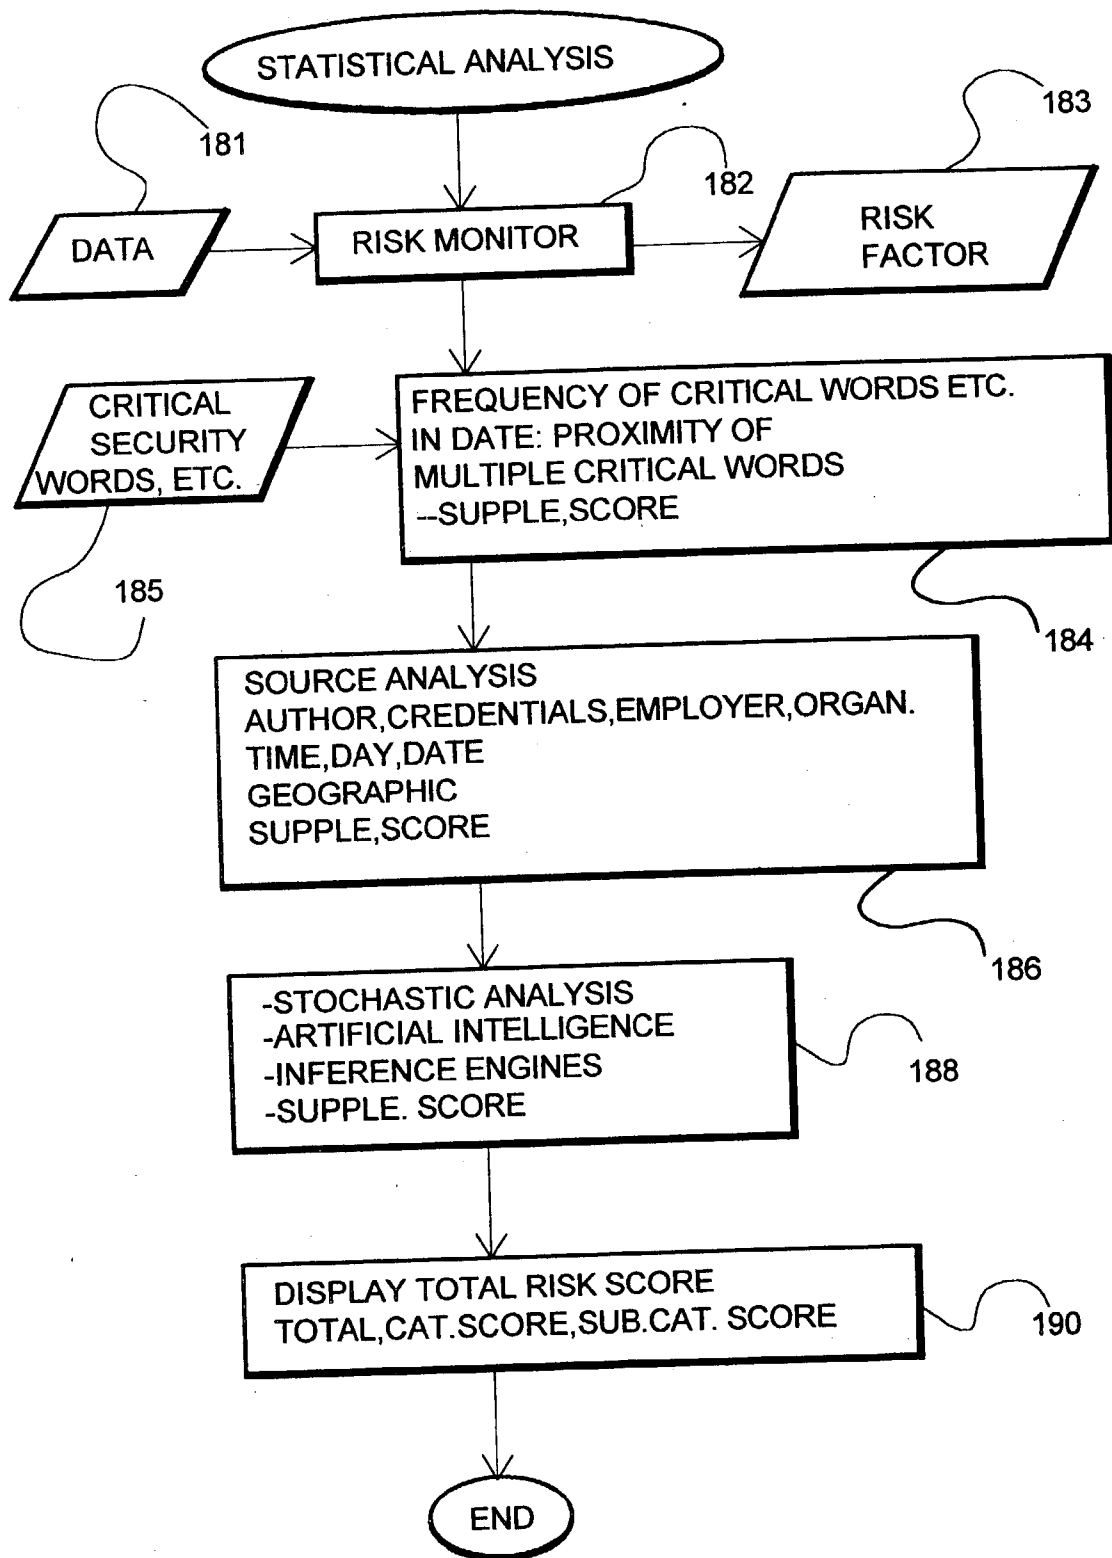 STATISTICAL ANALYSIS
181
183
182
DATA
RISK MONITOR
RISK
FACTOR
CRITICAL
SECURITY
WORDS, ETC.
FREQUENCY OF CRITICAL WORDS ETC.
IN DATE: PROXIMITY OF
MULTIPLE CRITICAL WORDS
--SUPPLE,SCORE
185
184
SOURCE ANALYSIS
AUTHOR,CREDENTIALS,EMPLOYER,ORGAN.
TIME,DAY,DATE
GEOGRAPHIC
SUPPLE,SCORE
186
-STOCHASTIC ANALYSIS
-ARTIFICIAL INTELLIGENCE
-INFERENCE ENGINES
-SUPPLE. SCORE
188
DISPLAY TOTAL RISK SCORE
TOTAL,CAT.SCORE,SUB.CAT. SCORE
190
END